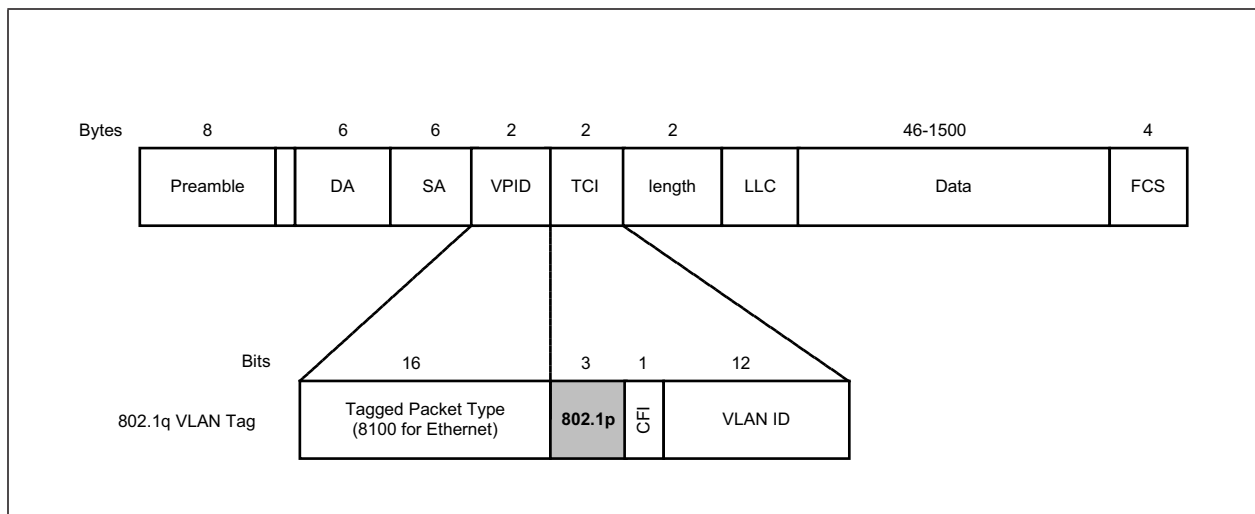 Bytes 8 6 6 2 2 2 46-1500 4
Preamble DA SA VPID TCI length LLC Data FCS
Bits 16 3 1 12
802.1q VLAN Tag
Tagged Packet Type
(8100 for Ethernet)
802.1p
CFI
VLAN ID